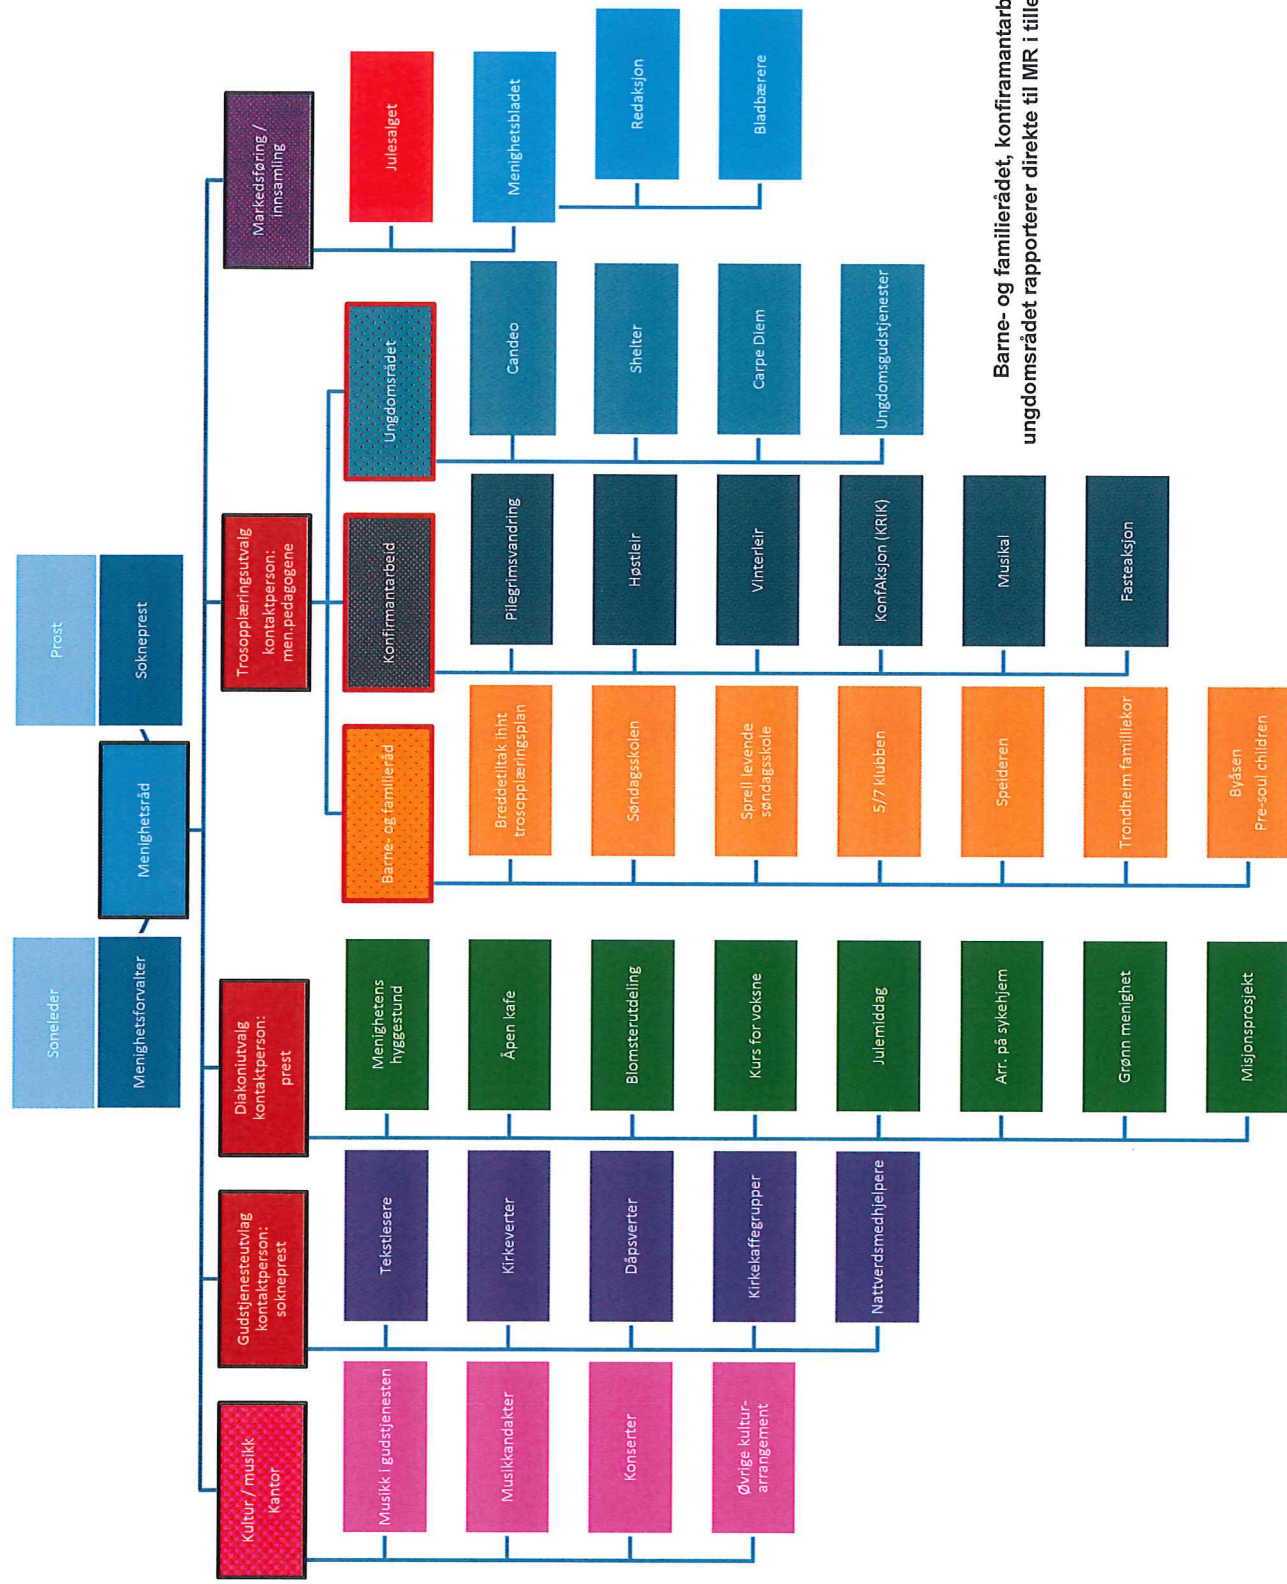 Soneleder
Menighetsforvalter
Menighetsråd
Prost
Sokneprest
Kultur / musikk
Kantor
Musikk i gudstjenesten
Musikkandakter
Konserter
Øvrige kultur-
arrangement
Gudstjenesteutvlag
kontaktperson:
sokneprest
Tekstlesere
Kirkeverter
Dåpsverter
Kirkekaffegrupper
Nattverdsmedhjelpere
Diakoniutvalg
kontaktperson:
prest
Menighetens
hyggestund
Åpen kafe
Blomsterutdeling
Kurs for voksne
Julemiddag
Arr. på sykehjem
Grønn menighet
Misjonsprosjekt
Trosopplæringsutvalg
kontaktperson:
men.pedagogene
Barne- og familieråd
Breddetiltak ihht
trosopplæringsplan
Søndagsskolen
Sprell levende
søndagsskole
5/7 klubben
Speideren
Trondheim familliekor
Byåsen
Pre-soul children
Konfirmantarbeid
Pilegrimsvandring
Høstleir
Vinterleir
KonfAksjon (KRIK)
Musikal
Fasteaksjon
Ungdomsrådet
Candeo
Shelter
Carpe Diem
Ungdomsgudstjenester
Markedsføring /
innsamling
Julesalget
Menighetsbladet
Redaksjon
Bladbærere
Barne- og familierådet, konfiramantarb
ungdomsrådet rapporterer direkte til MR i tille